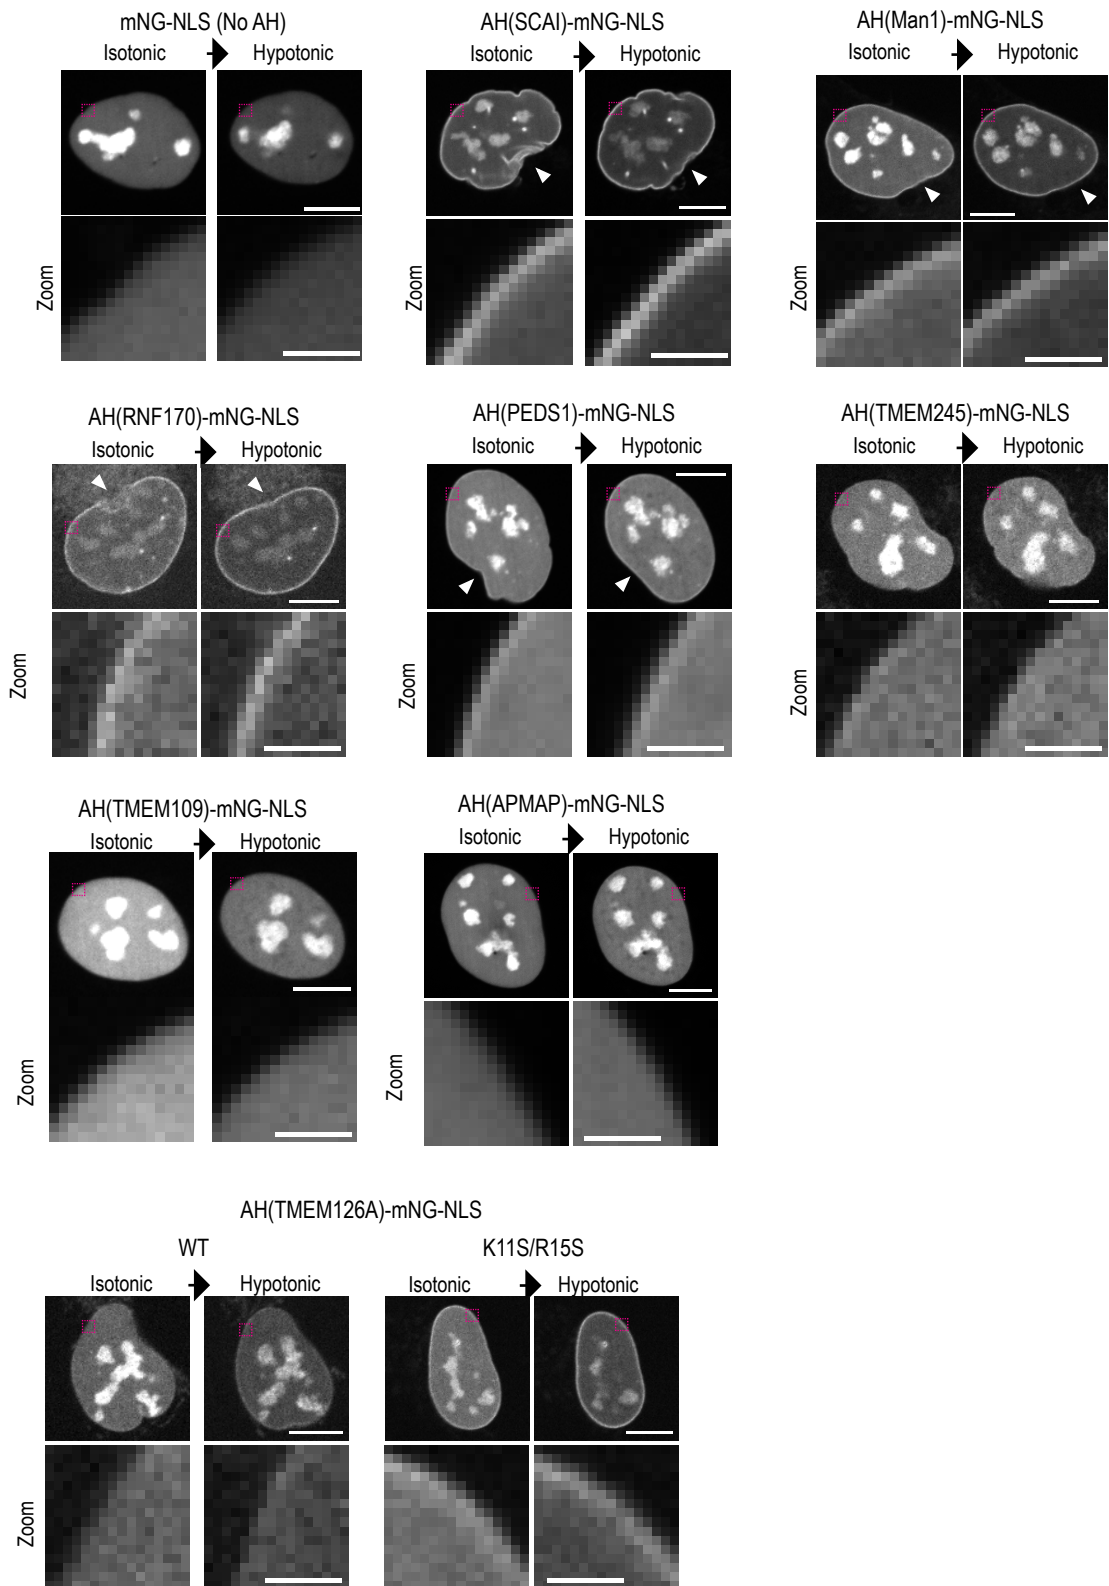 mNG-NLS (No AH)
Isotonic
Hypotonic
Zoom
AH(SCAI)-mNG-NLS
Isotonic
Hypotonic
Zoom
AH(Man1)-mNG-NLS
Isotonic
Hypotonic
Zoom
AH(RNF170)-mNG-NLS
Isotonic
Hypotonic
Zoom
AH(PEDS1)-mNG-NLS
Isotonic
Hypotonic
Zoom
AH(TMEM245)-mNG-NLS
Isotonic
Hypotonic
Zoom
AH(TMEM109)-mNG-NLS
Isotonic
Hypotonic
Zoom
AH(APMAP)-mNG-NLS
Isotonic
Hypotonic
Zoom
AH(TMEM126A)-mNG-NLS
WT
Isotonic
Hypotonic
K11S/R15S
Isotonic
Hypotonic
Zoom